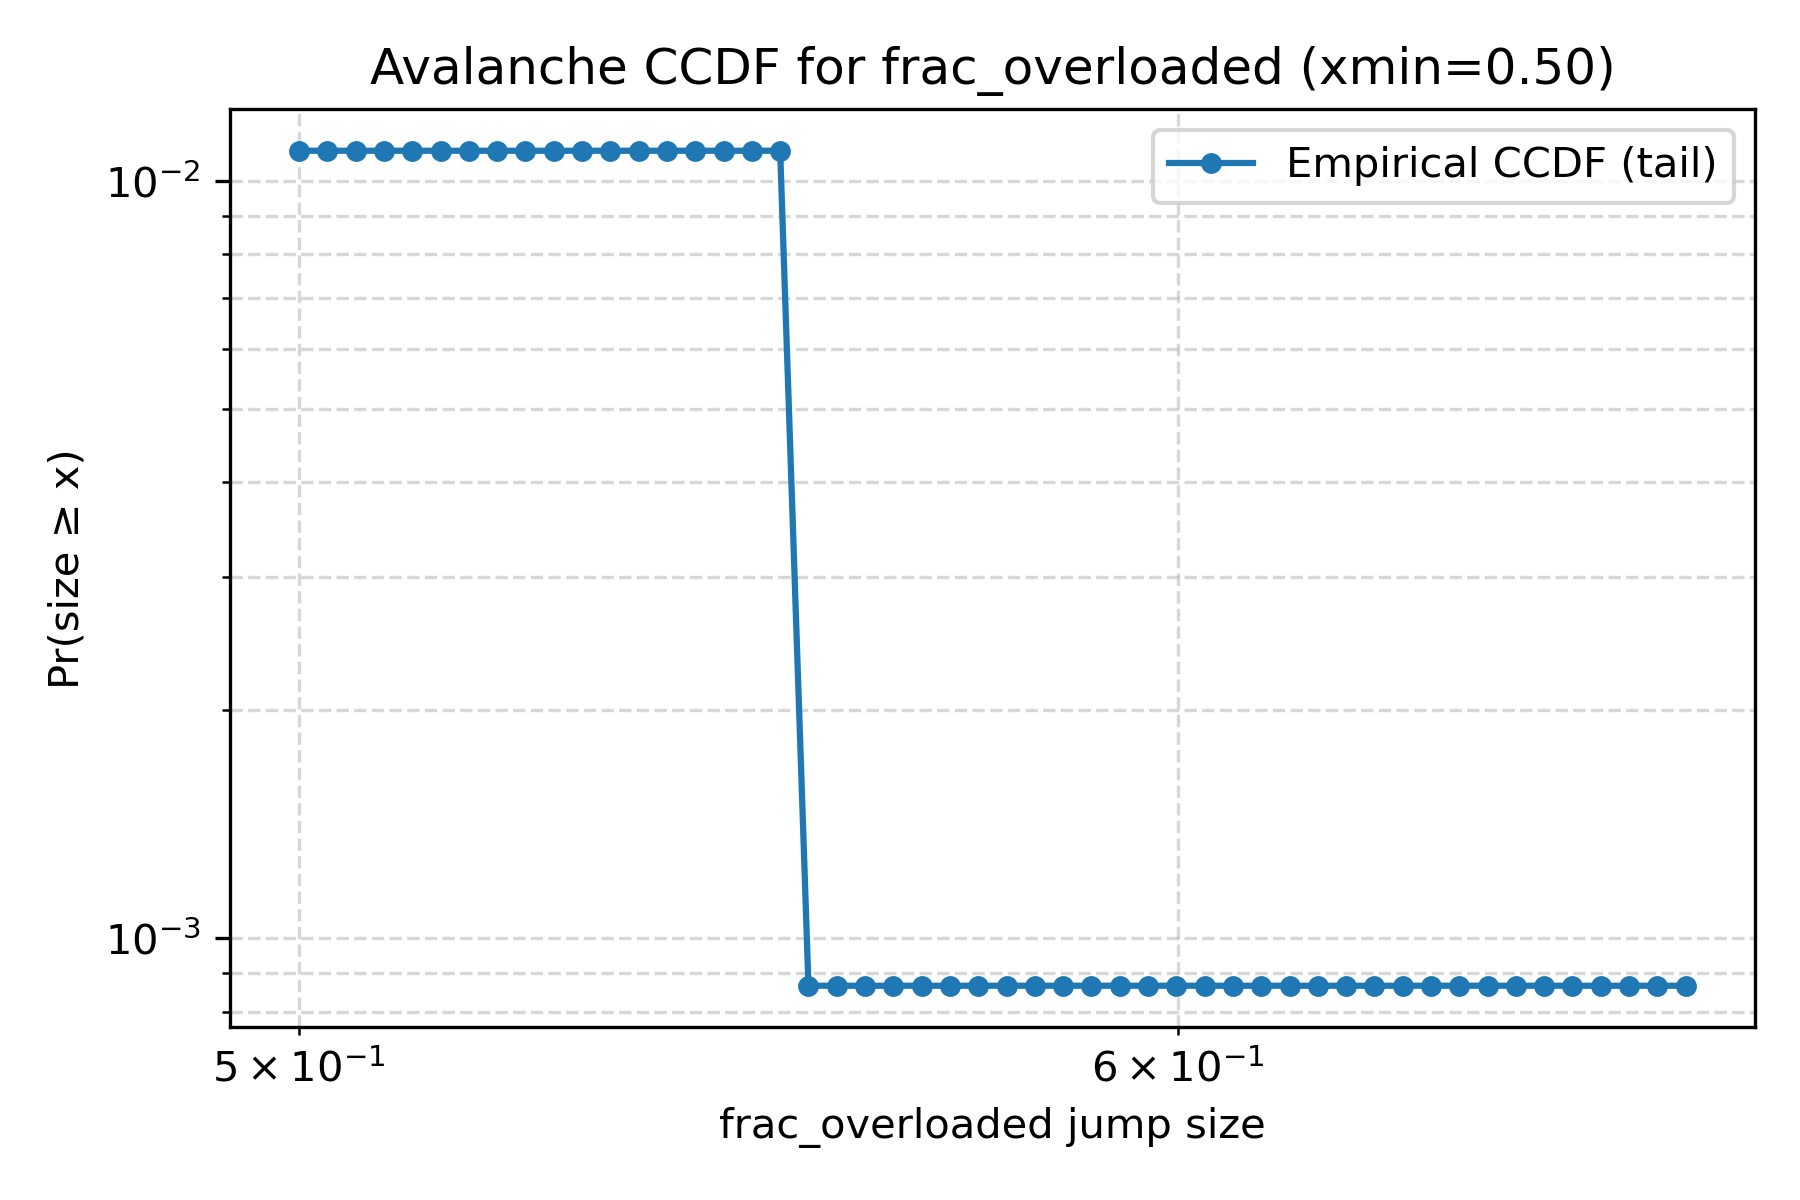 Avalanche CCDF for frac_overloaded (xmin=0.50)
Empirical CCDF (tail)
10⁻²
10⁻³
Pr(size ≥ x)
5 × 10⁻¹
6 × 10⁻¹
frac_overloaded jump size